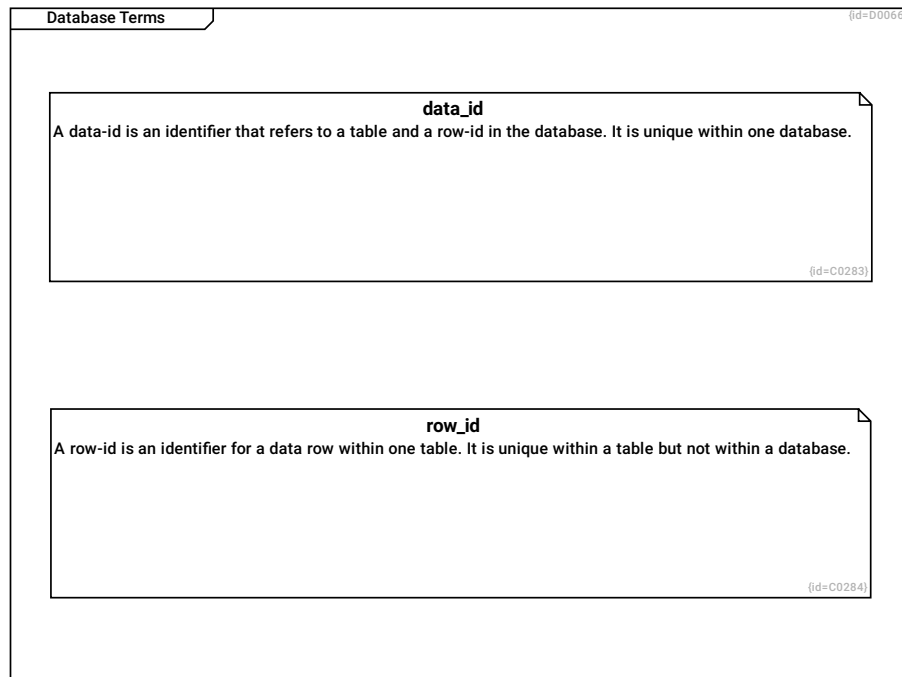 Database Terms
{id=D0066
data_id
A data-id is an identifier that refers to a table and a row-id in the database. It is unique within one database.
{id=C0283}
row_id
A row-id is an identifier for a data row within one table. It is unique within a table but not within a database.
{id=C0284}